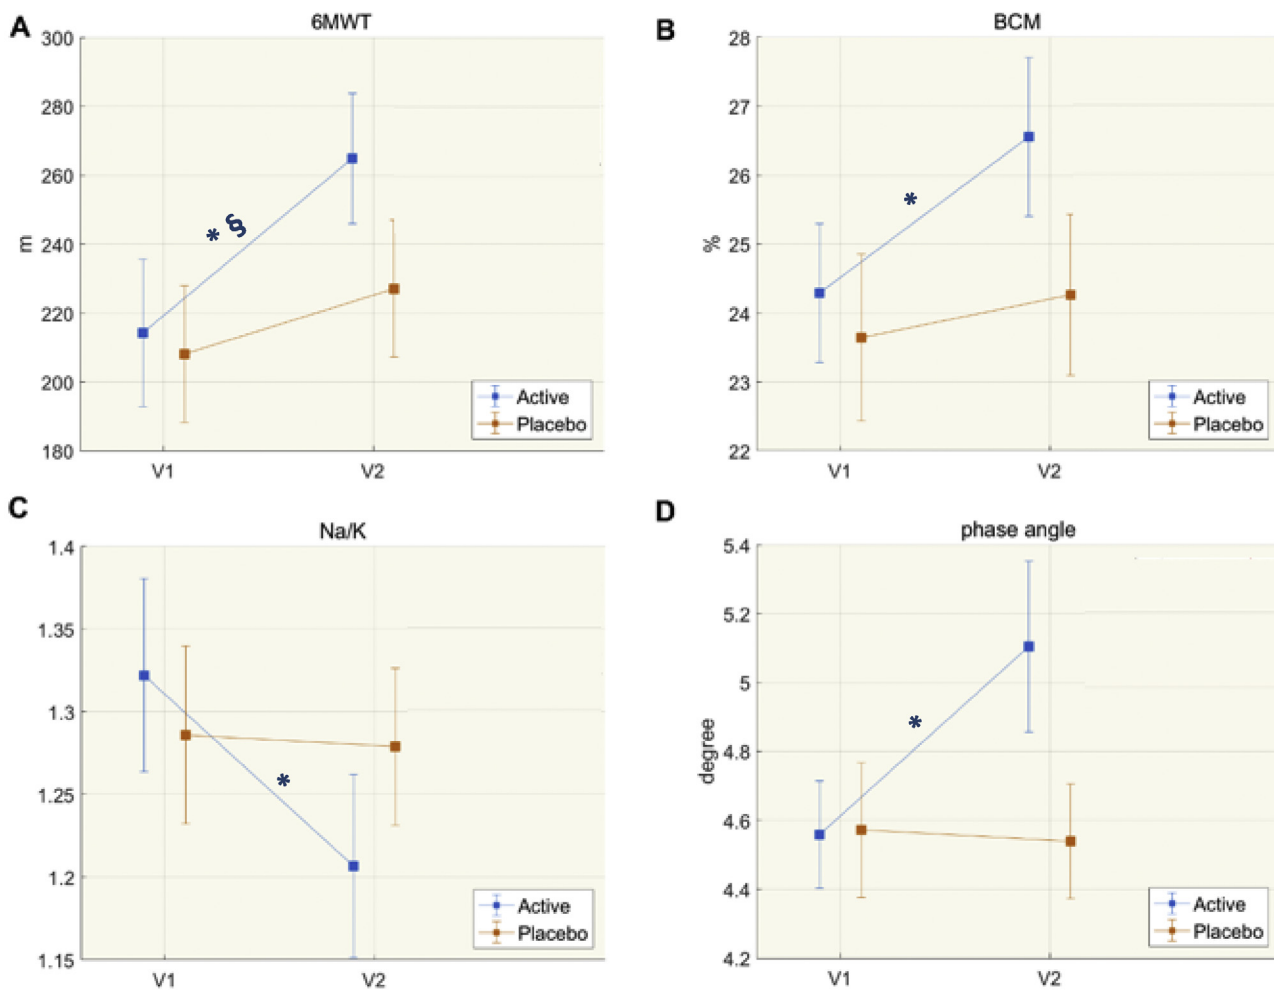 A
6MWT
300
280
260
240
220
200
180
m
* §
V1
V2
Active
Placebo
B
BCM
28
27
26
25
24
23
22
%
*
V1
V2
Active
Placebo
C
Na/K
1.4
1.35
1.3
1.25
1.2
1.15
*
V1
V2
Active
Placebo
D
phase angle
5.4
5.2
5
4.8
4.6
4.4
4.2
degree
*
V1
V2
Active
Placebo